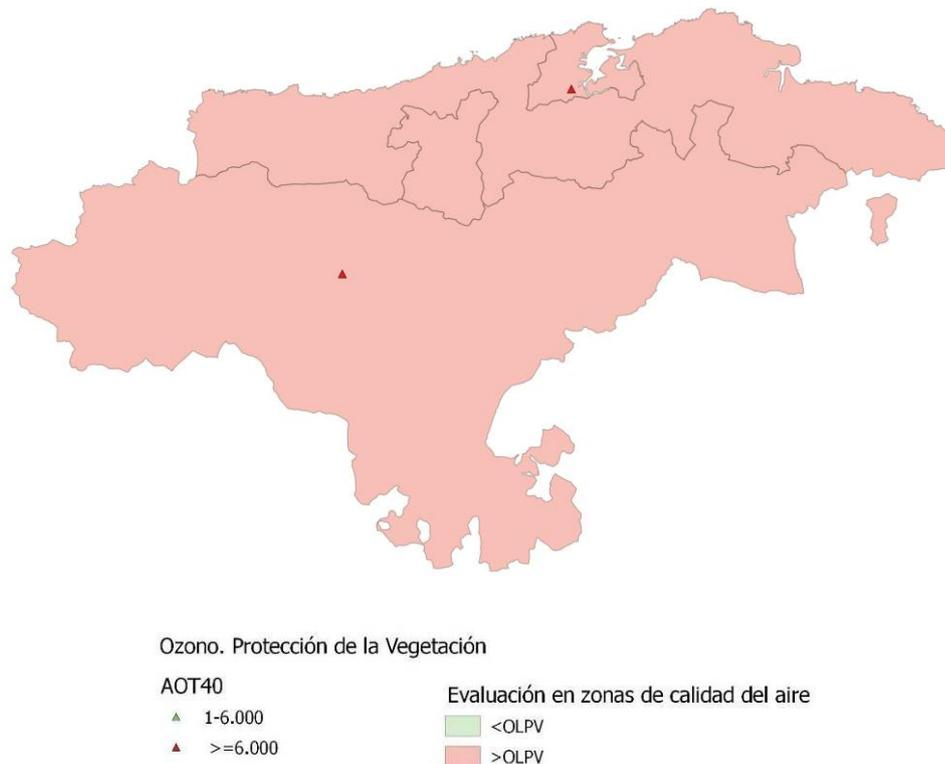 Ozono. Protección de la Vegetación
AOT40
1-6.000
>=6.000
Evaluación en zonas de calidad del aire
<OLPV
>OLPV